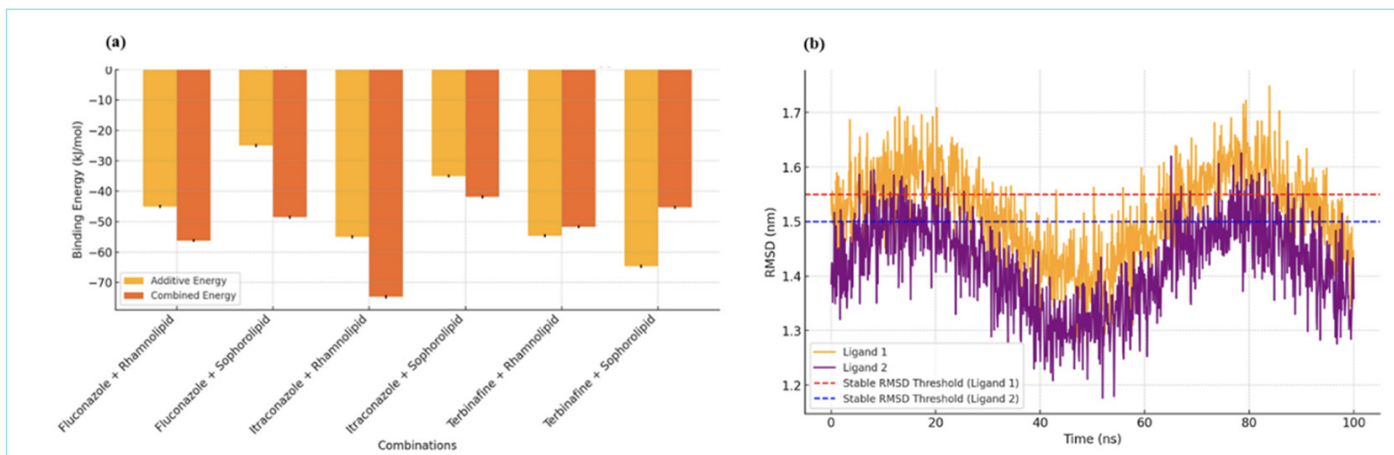 (a)
0
−10
−20
−30
−40
−50
−60
−70
Binding Energy (kJ/mol)
Additive Energy
Combined Energy
Fluconazole + Rhamnolipid
Fluconazole + Sophorolipid
Itraconazole + Rhamnolipid
Itraconazole + Sophorolipid
Terbinafine + Rhamnolipid
Terbinafine + Sophorolipid
Combinations
(b)
1.7
1.6
1.5
1.4
1.3
1.2
RMSD (nm)
Ligand 1
Ligand 2
Stable RMSD Threshold (Ligand 1)
Stable RMSD Threshold (Ligand 2)
0 20 40 60 80 100
Time (ns)